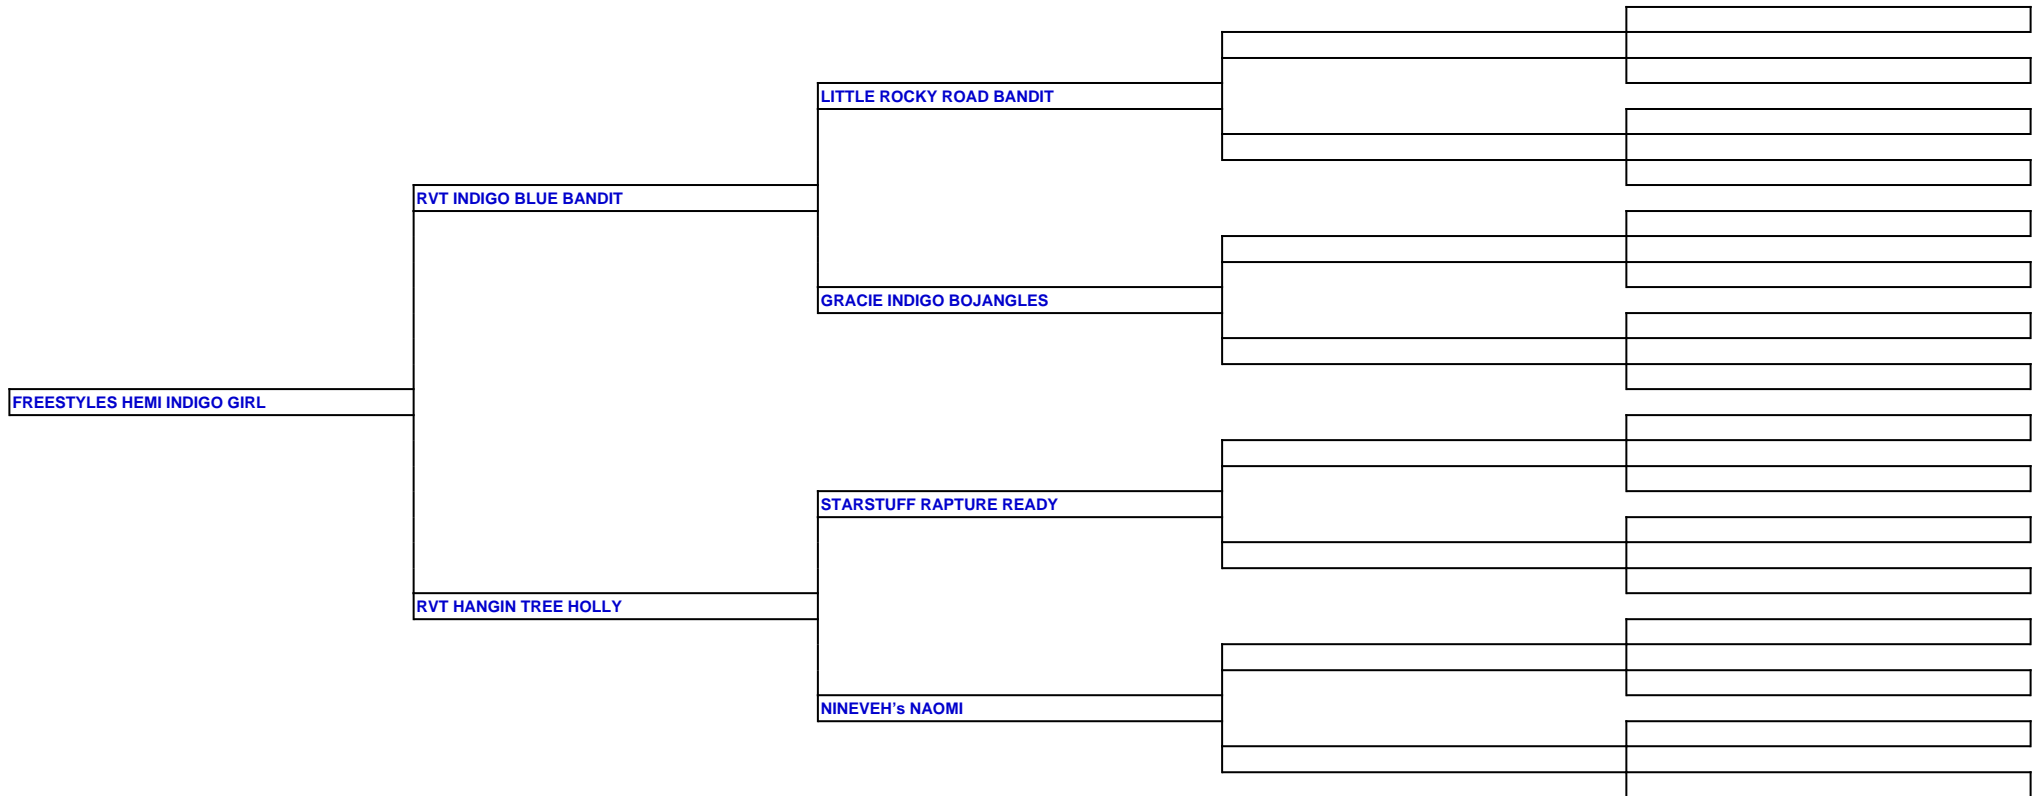 LITTLE ROCKY ROAD BANDIT
RVT INDIGO BLUE BANDIT
GRACIE INDIGO BOJANGLES
FREESTYLES HEMI INDIGO GIRL
STARSTUFF RAPTURE READY
RVT HANGIN TREE HOLLY
NINEVEH's NAOMI